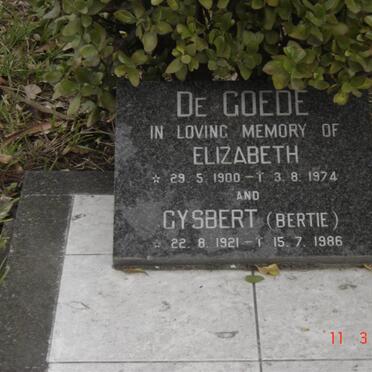 DE GOEDE
IN LOVING MEMORY OF
ELIZABETH
☆ 29. 5. 1900 – † 3. 8. 1974
AND
GYSBERT (BERTIE)
☆ 22. 8. 1921 – † 15. 7. 1986
11 3